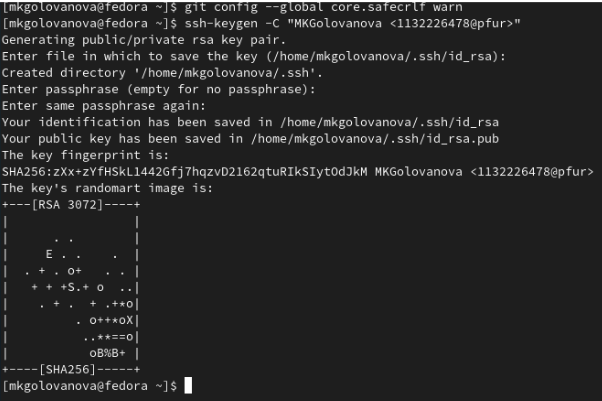 [mkgolovanova@fedora ~]$ git config --global core.safecrlf warn
[mkgolovanova@fedora ~]$ ssh-keygen -C "MKGolovanova <1132226478@pfur>"
Generating public/private rsa key pair.
Enter file in which to save the key (/home/mkgolovanova/.ssh/id_rsa):
Created directory '/home/mkgolovanova/.ssh'.
Enter passphrase (empty for no passphrase):
Enter same passphrase again:
Your identification has been saved in /home/mkgolovanova/.ssh/id_rsa
Your public key has been saved in /home/mkgolovanova/.ssh/id_rsa.pub
The key fingerprint is:
SHA256:zXx+zYfHSkL1442Gfj7hqzvD2162qtuRIkSIytOdJkM MKGolovanova <1132226478@pfur>
The key's randomart image is:
+---[RSA 3072]----+
|                 |
|      . .        |
|     E . .    .  |
|  . + . o+   . . |
|   + + +S.+ o  ..|
|    . + .  + .+*o|
|         . o++*oX|
|          ..**==o|
|           oB%B+ |
+----[SHA256]-----+
[mkgolovanova@fedora ~]$